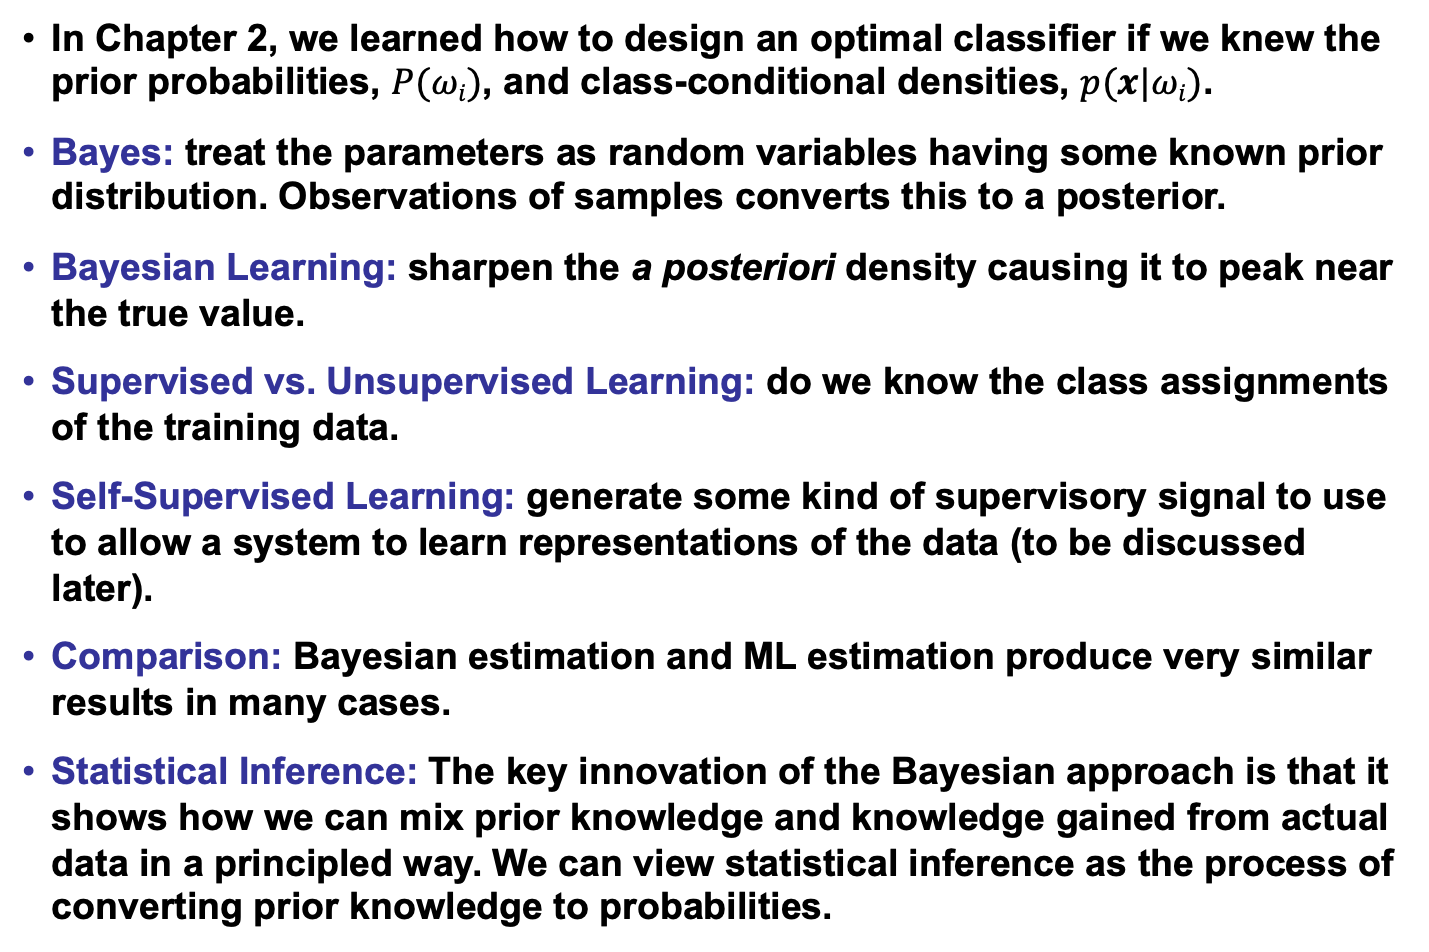 • In Chapter 2, we learned how to design an optimal classifier if we knew the
prior probabilities, P(ωᵢ), and class-conditional densities, p(x|ωᵢ).
• Bayes: treat the parameters as random variables having some known prior
distribution. Observations of samples converts this to a posterior.
• Bayesian Learning: sharpen the a posteriori density causing it to peak near
the true value.
• Supervised vs. Unsupervised Learning: do we know the class assignments
of the training data.
• Self-Supervised Learning: generate some kind of supervisory signal to use
to allow a system to learn representations of the data (to be discussed
later).
• Comparison: Bayesian estimation and ML estimation produce very similar
results in many cases.
• Statistical Inference: The key innovation of the Bayesian approach is that it
shows how we can mix prior knowledge and knowledge gained from actual
data in a principled way. We can view statistical inference as the process of
converting prior knowledge to probabilities.